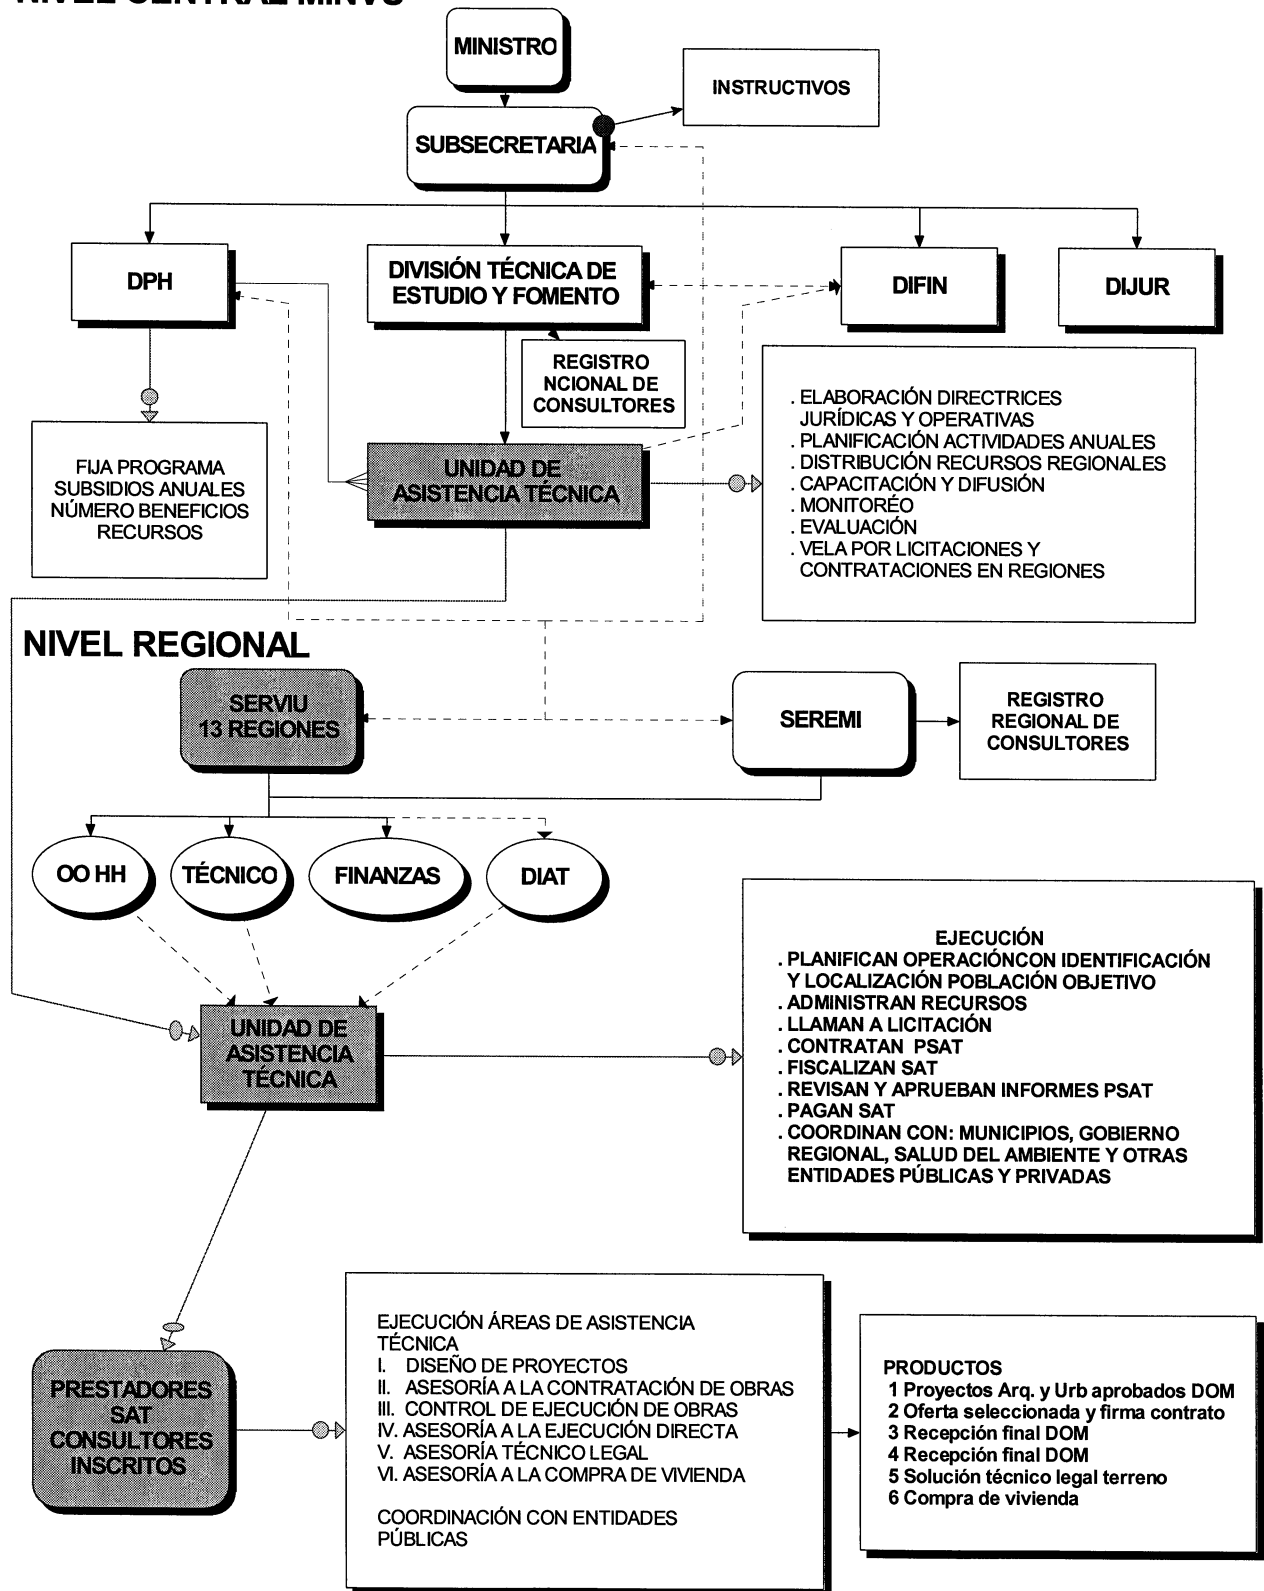 NIVEL CENTRAL MINVU
MINISTRO
INSTRUCTIVOS
SUBSECRETARIA
DPH
DIVISIÓN TÉCNICA DE
ESTUDIO Y FOMENTO
DIFIN
DIJUR
REGISTRO
NCIONAL DE
CONSULTORES
. ELABORACIÓN DIRECTRICES
JURÍDICAS Y OPERATIVAS
. PLANIFICACIÓN ACTIVIDADES ANUALES
. DISTRIBUCIÓN RECURSOS REGIONALES
. CAPACITACIÓN Y DIFUSIÓN
. MONITORÉO
. EVALUACIÓN
. VELA POR LICITACIONES Y
CONTRATACIONES EN REGIONES
FIJA PROGRAMA
SUBSIDIOS ANUALES
NÚMERO BENEFICIOS
RECURSOS
UNIDAD DE
ASISTENCIA TÉCNICA
NIVEL REGIONAL
SERVIU
13 REGIONES
SEREMI
REGISTRO
REGIONAL DE
CONSULTORES
OO HH
TÉCNICO
FINANZAS
DIAT
EJECUCIÓN
. PLANIFICAN OPERACIÓNCON IDENTIFICACIÓN
Y LOCALIZACIÓN POBLACIÓN OBJETIVO
. ADMINISTRAN RECURSOS
. LLAMAN A LICITACIÓN
. CONTRATAN PSAT
. FISCALIZAN SAT
. REVISAN Y APRUEBAN INFORMES PSAT
. PAGAN SAT
. COORDINAN CON: MUNICIPIOS, GOBIERNO
REGIONAL, SALUD DEL AMBIENTE Y OTRAS
ENTIDADES PÚBLICAS Y PRIVADAS
UNIDAD DE
ASISTENCIA
TÉCNICA
PRESTADORES
SAT
CONSULTORES
INSCRITOS
EJECUCIÓN ÁREAS DE ASISTENCIA
TÉCNICA
I. DISEÑO DE PROYECTOS
II. ASESORÍA A LA CONTRATACIÓN DE OBRAS
III. CONTROL DE EJECUCIÓN DE OBRAS
IV. ASESORÍA A LA EJECUCIÓN DIRECTA
V. ASESORÍA TÉCNICO LEGAL
VI. ASESORÍA A LA COMPRA DE VIVIENDA
COORDINACIÓN CON ENTIDADES
PÚBLICAS
PRODUCTOS
1 Proyectos Arq. y Urb aprobados DOM
2 Oferta seleccionada y firma contrato
3 Recepción final DOM
4 Recepción final DOM
5 Solución técnico legal terreno
6 Compra de vivienda